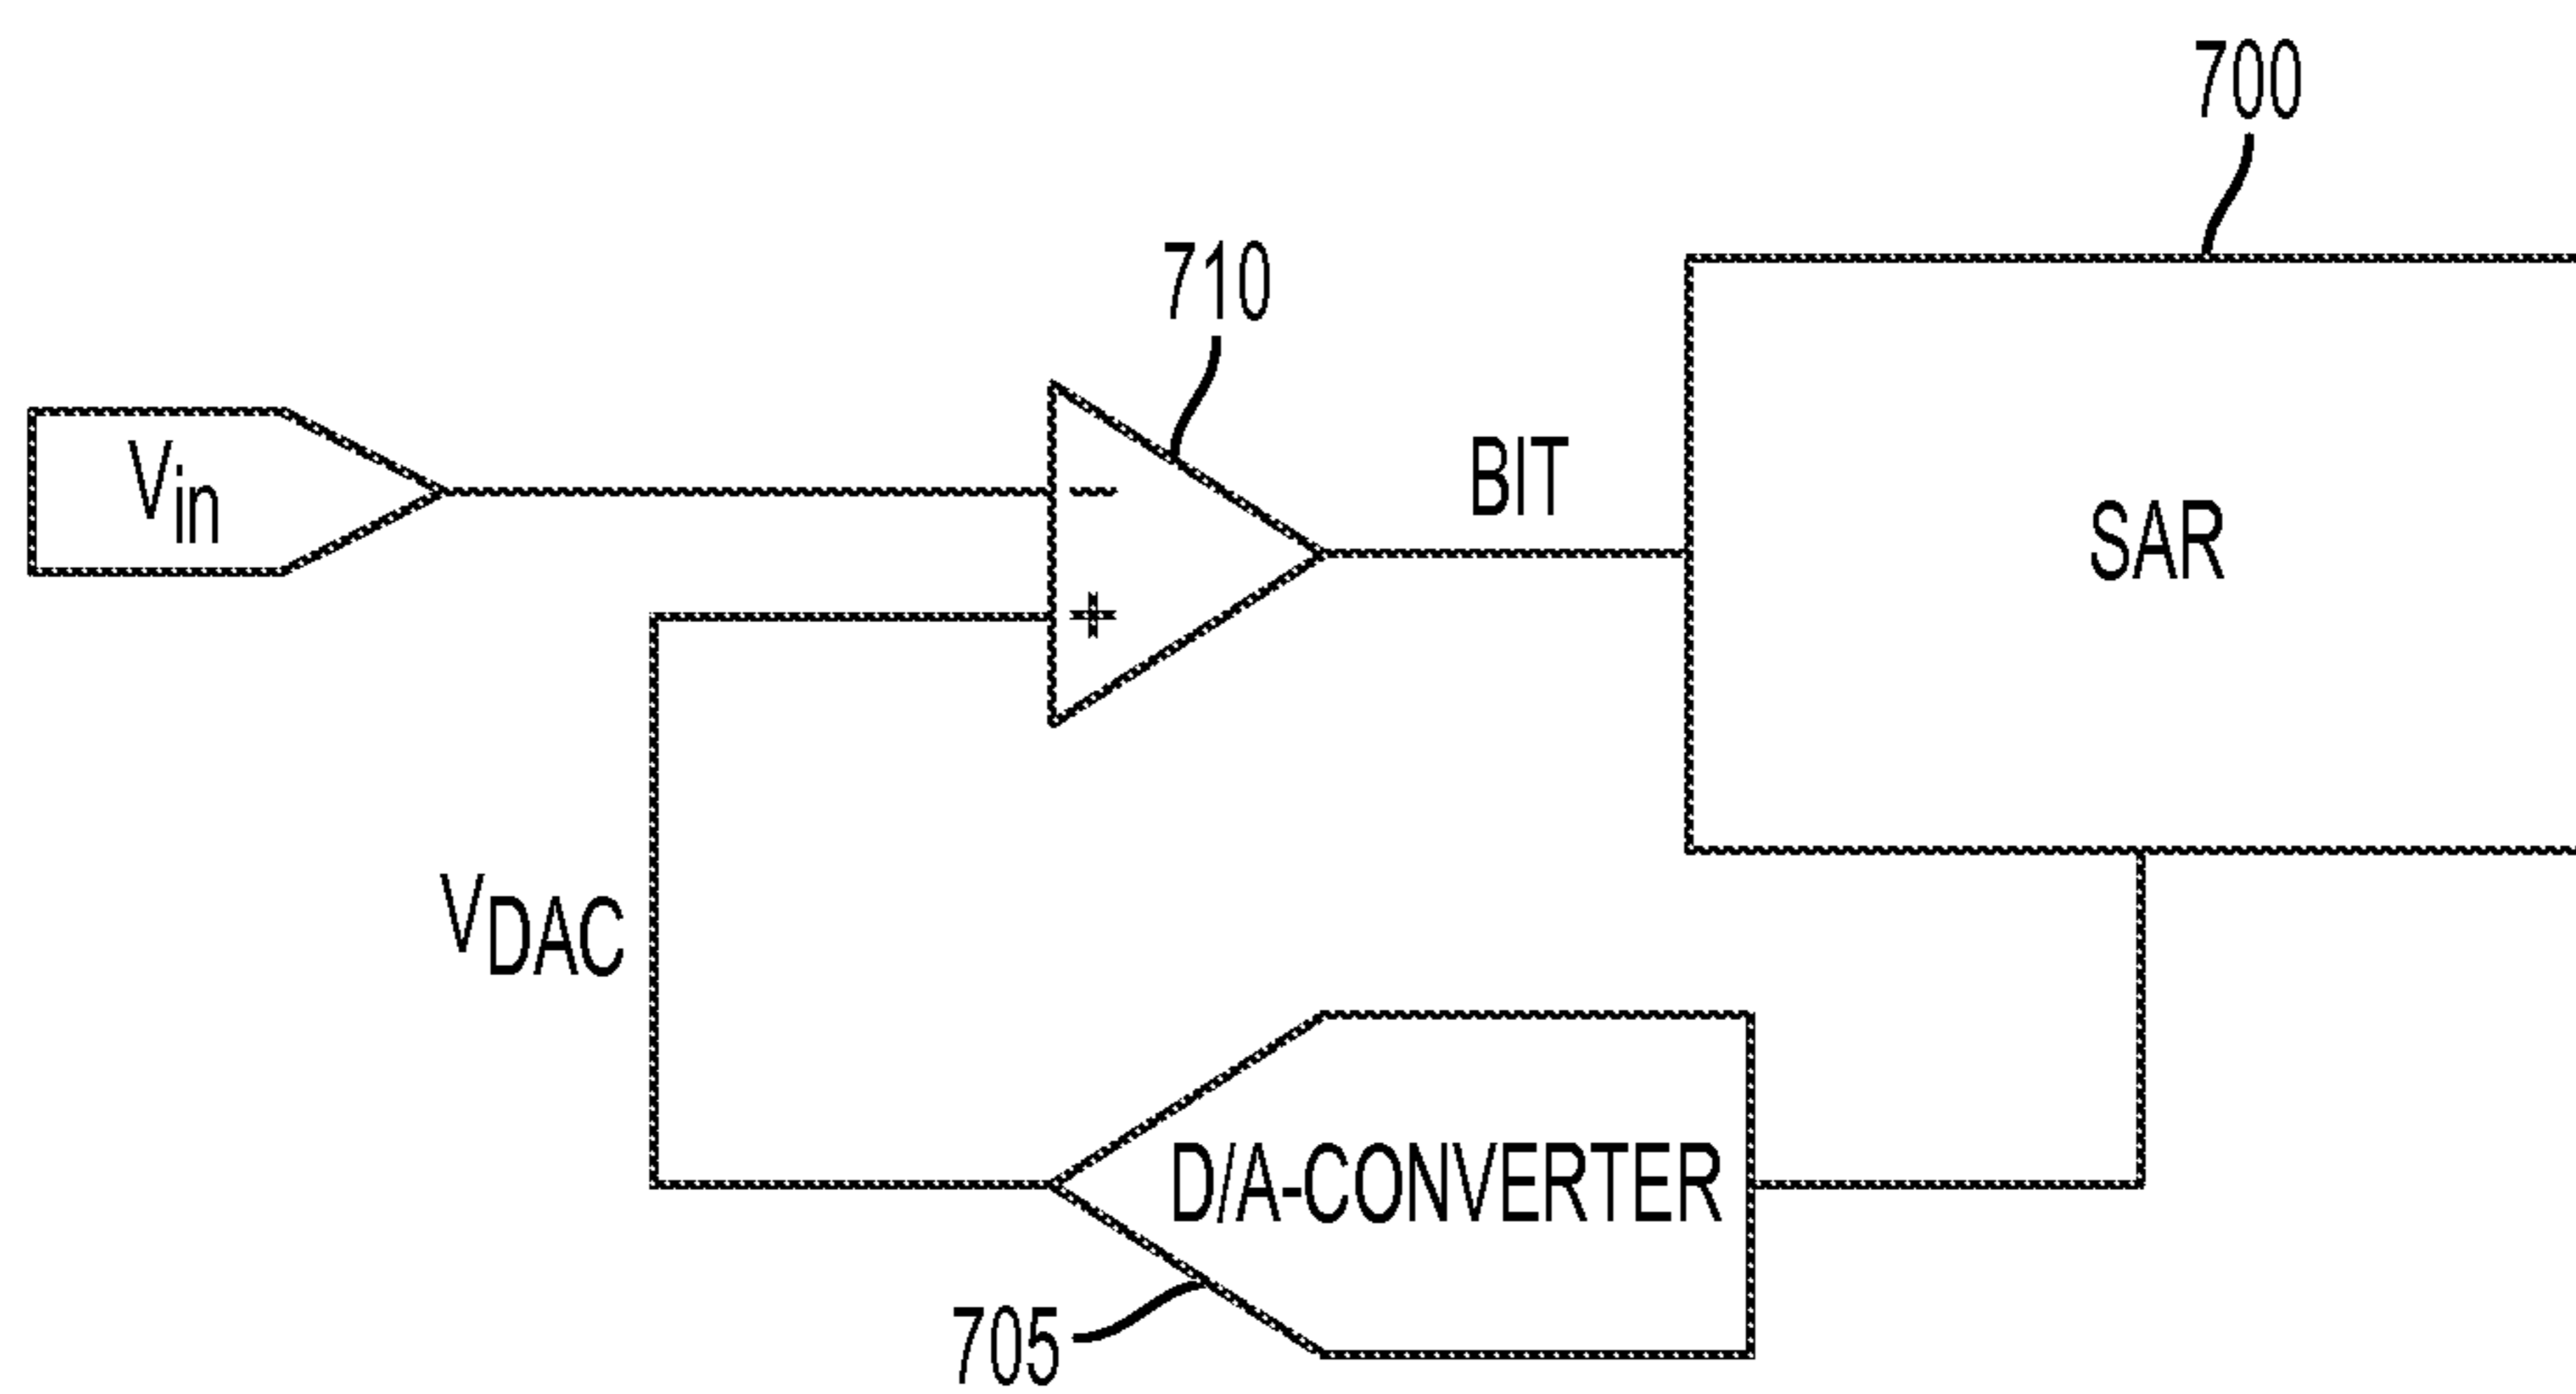 700
710
BIT
Vin
SAR
−
+
VDAC
D/A-CONVERTER
705